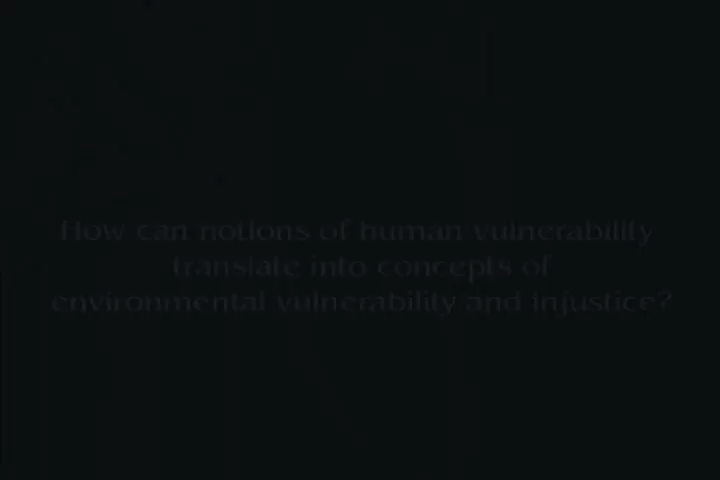 How can notions of human vulnerability
translate into concepts of
environmental vulnerability and injustice?